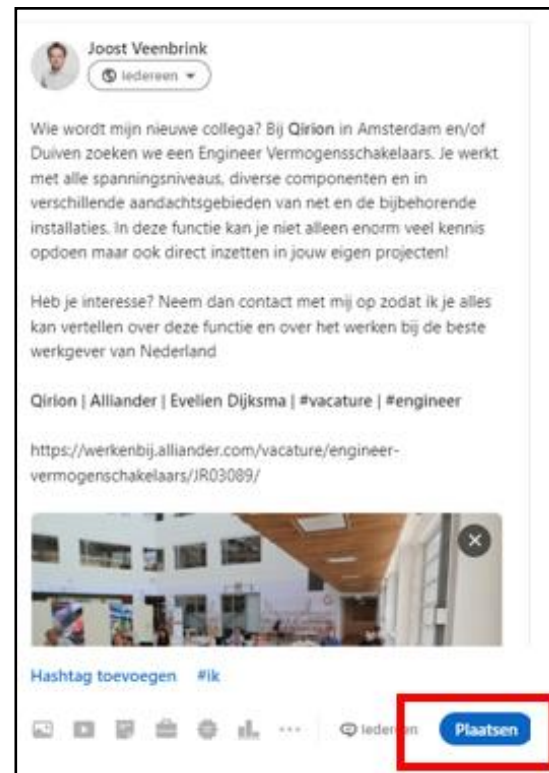 Joost Veenbrink
Iedereen
Wie wordt mijn nieuwe collega? Bij Qirion in Amsterdam en/of
Duiven zoeken we een Engineer Vermogensschakelaars. Je werkt
met alle spanningsniveaus, diverse componenten en in
verschillende aandachtsgebieden van net en de bijbehorende
installaties. In deze functie kan je niet alleen enorm veel kennis
opdoen maar ook direct inzetten in jouw eigen projecten!
Heb je interesse? Neem dan contact met mij op zodat ik je alles
kan vertellen over deze functie en over het werken bij de beste
werkgever van Nederland
Qirion | Alliander | Evelien Dijksma | #vacature | #engineer
https://werkenbij.alliander.com/vacature/engineer-
vermogenschakelaars/JR03089/
Hashtag toevoegen #ik
Iedereen Plaatsen